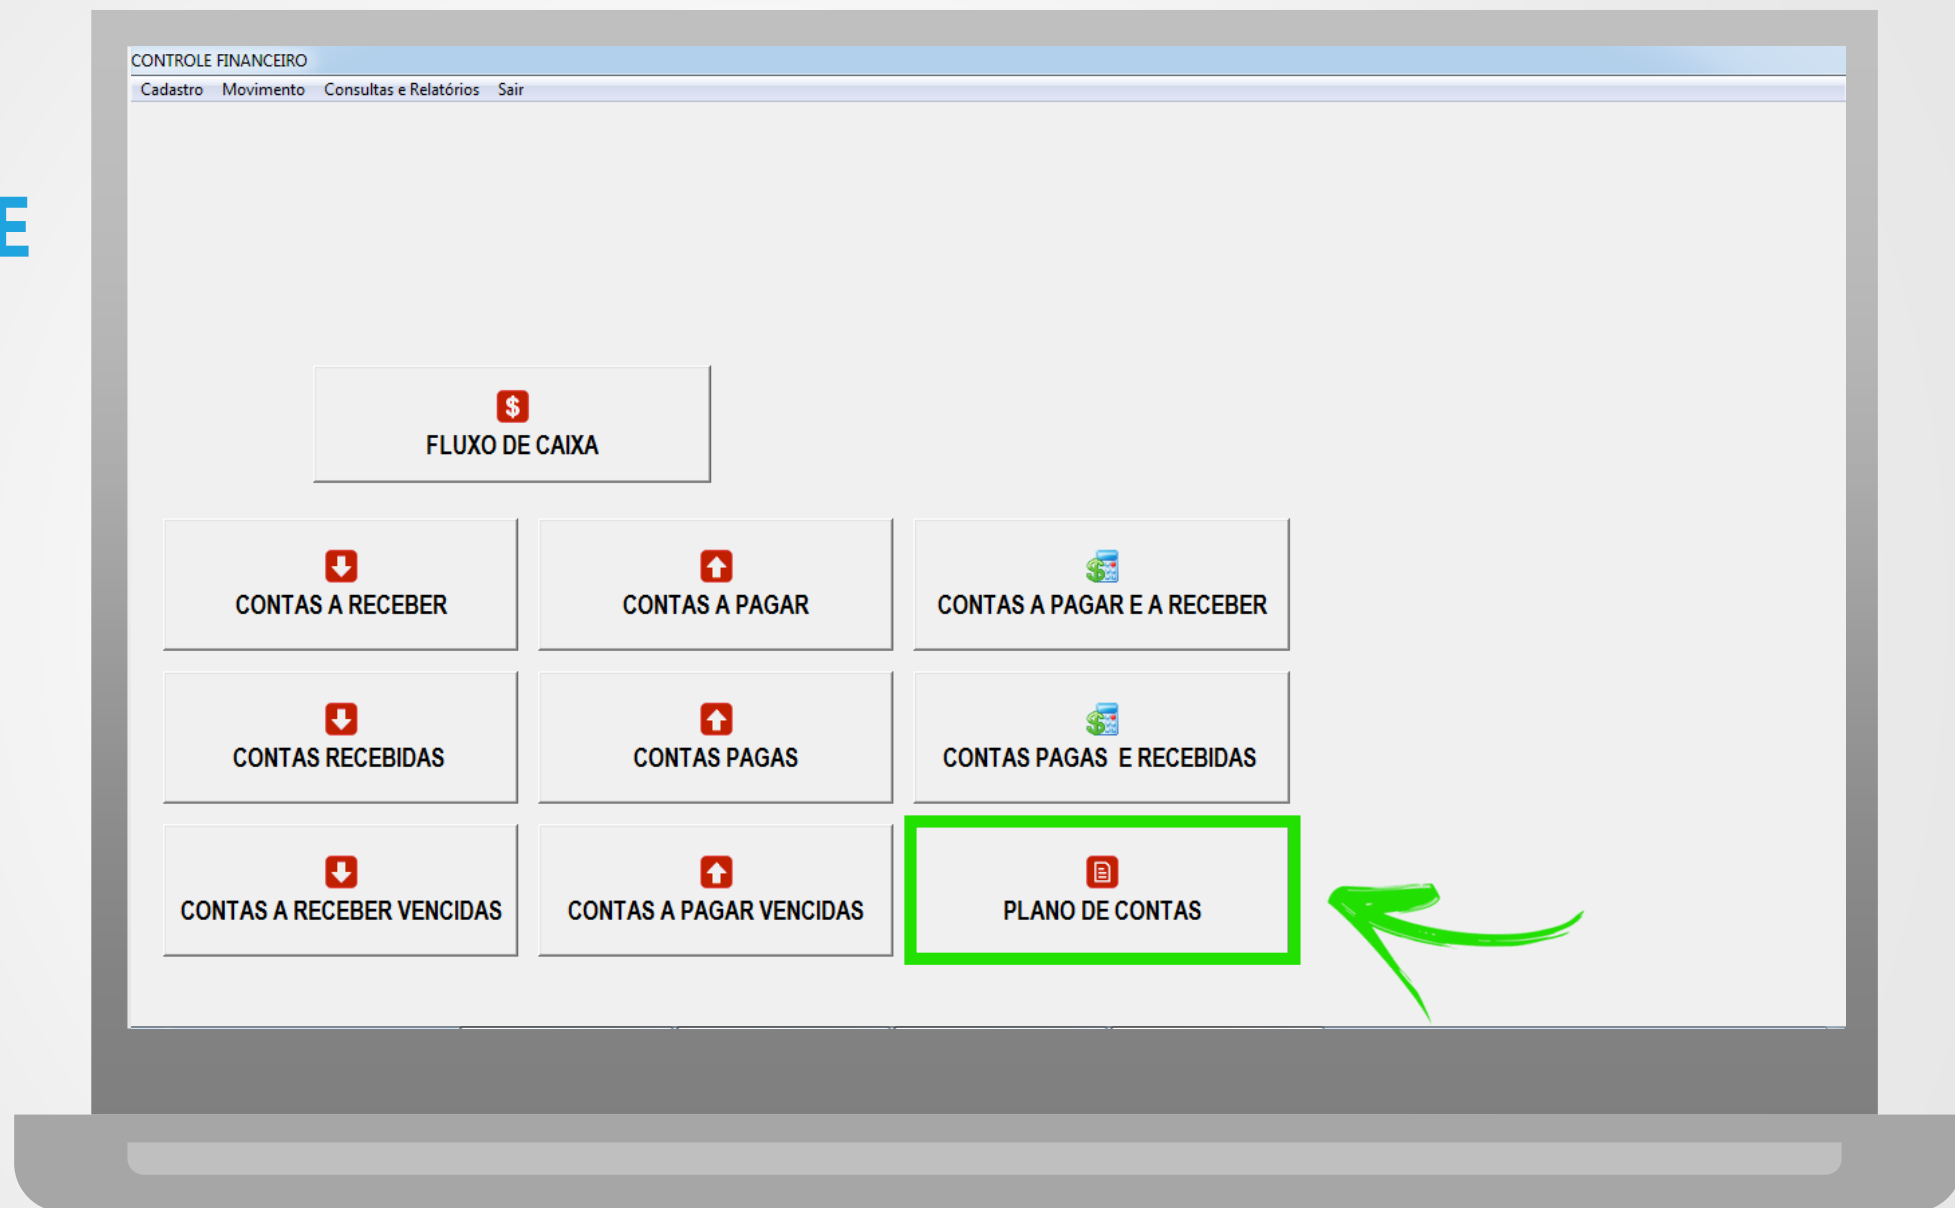 CONTROLE FINANCEIRO
Cadastro Movimento Consultas e Relatórios Sair
E
FLUXO DE CAIXA
CONTAS A RECEBER
CONTAS A PAGAR
CONTAS A PAGAR E A RECEBER
CONTAS RECEBIDAS
CONTAS PAGAS
CONTAS PAGAS E RECEBIDAS
CONTAS A RECEBER VENCIDAS
CONTAS A PAGAR VENCIDAS
PLANO DE CONTAS